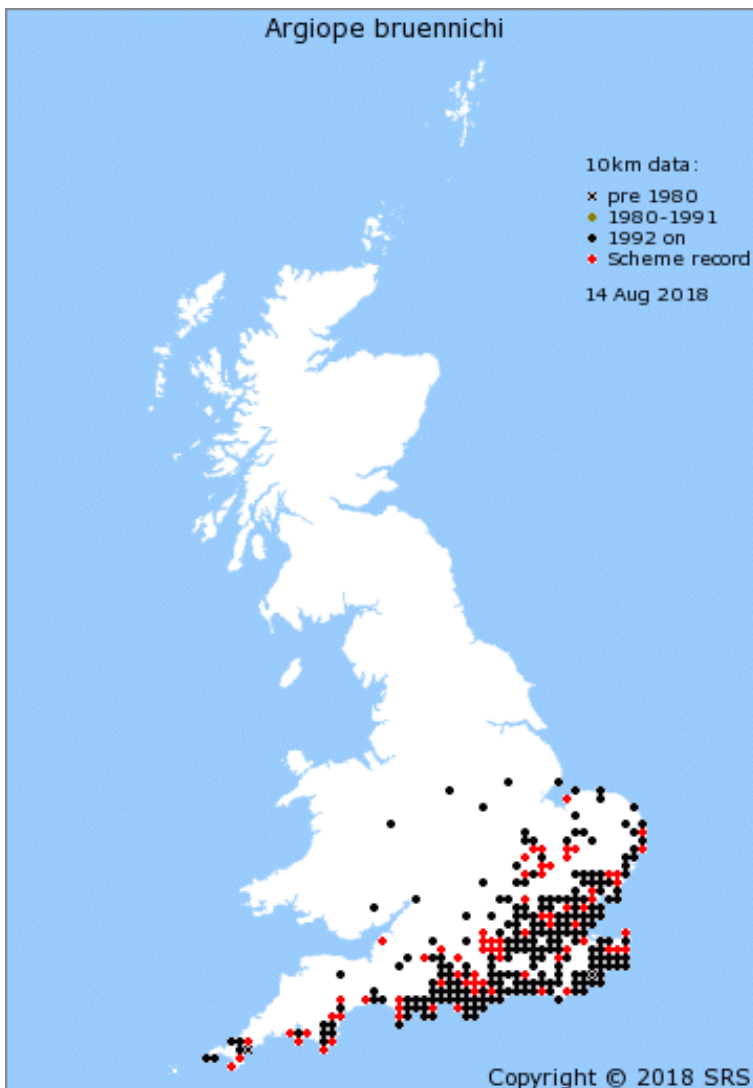 Argiope bruennichi
10km data:
pre 1980
1980-1991
1992 on
Scheme record
14 Aug 2018
Copyright © 2018 SRS